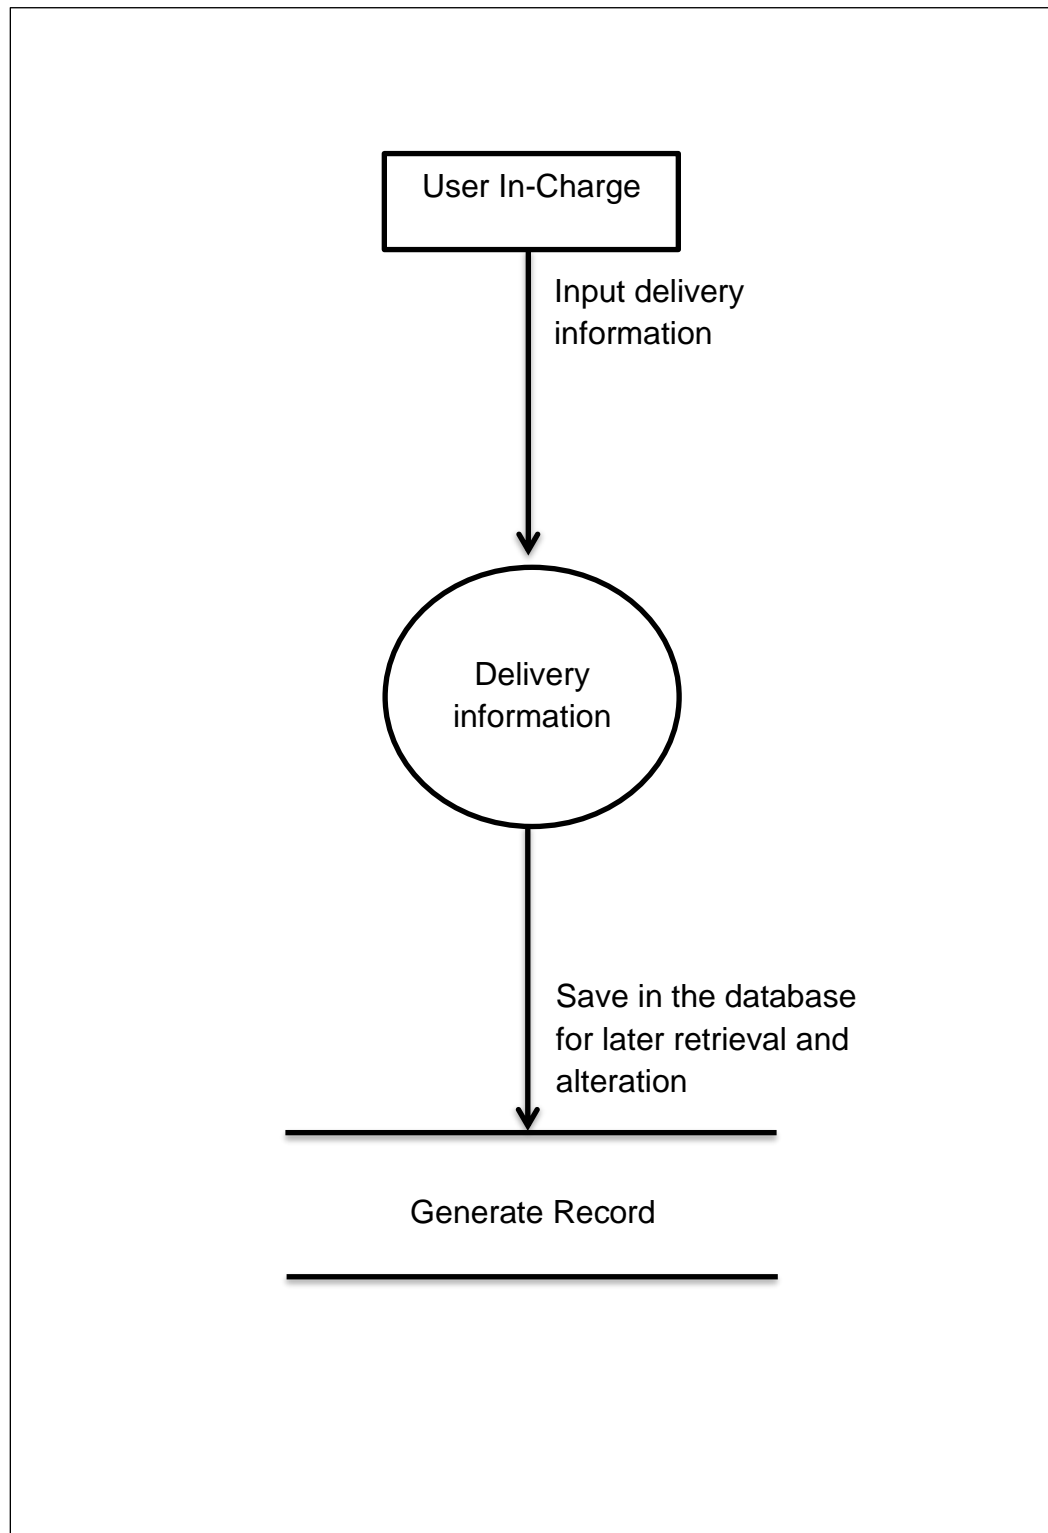 User In-Charge
Input delivery
information
Delivery
information
Save in the database
for later retrieval and
alteration
Generate Record